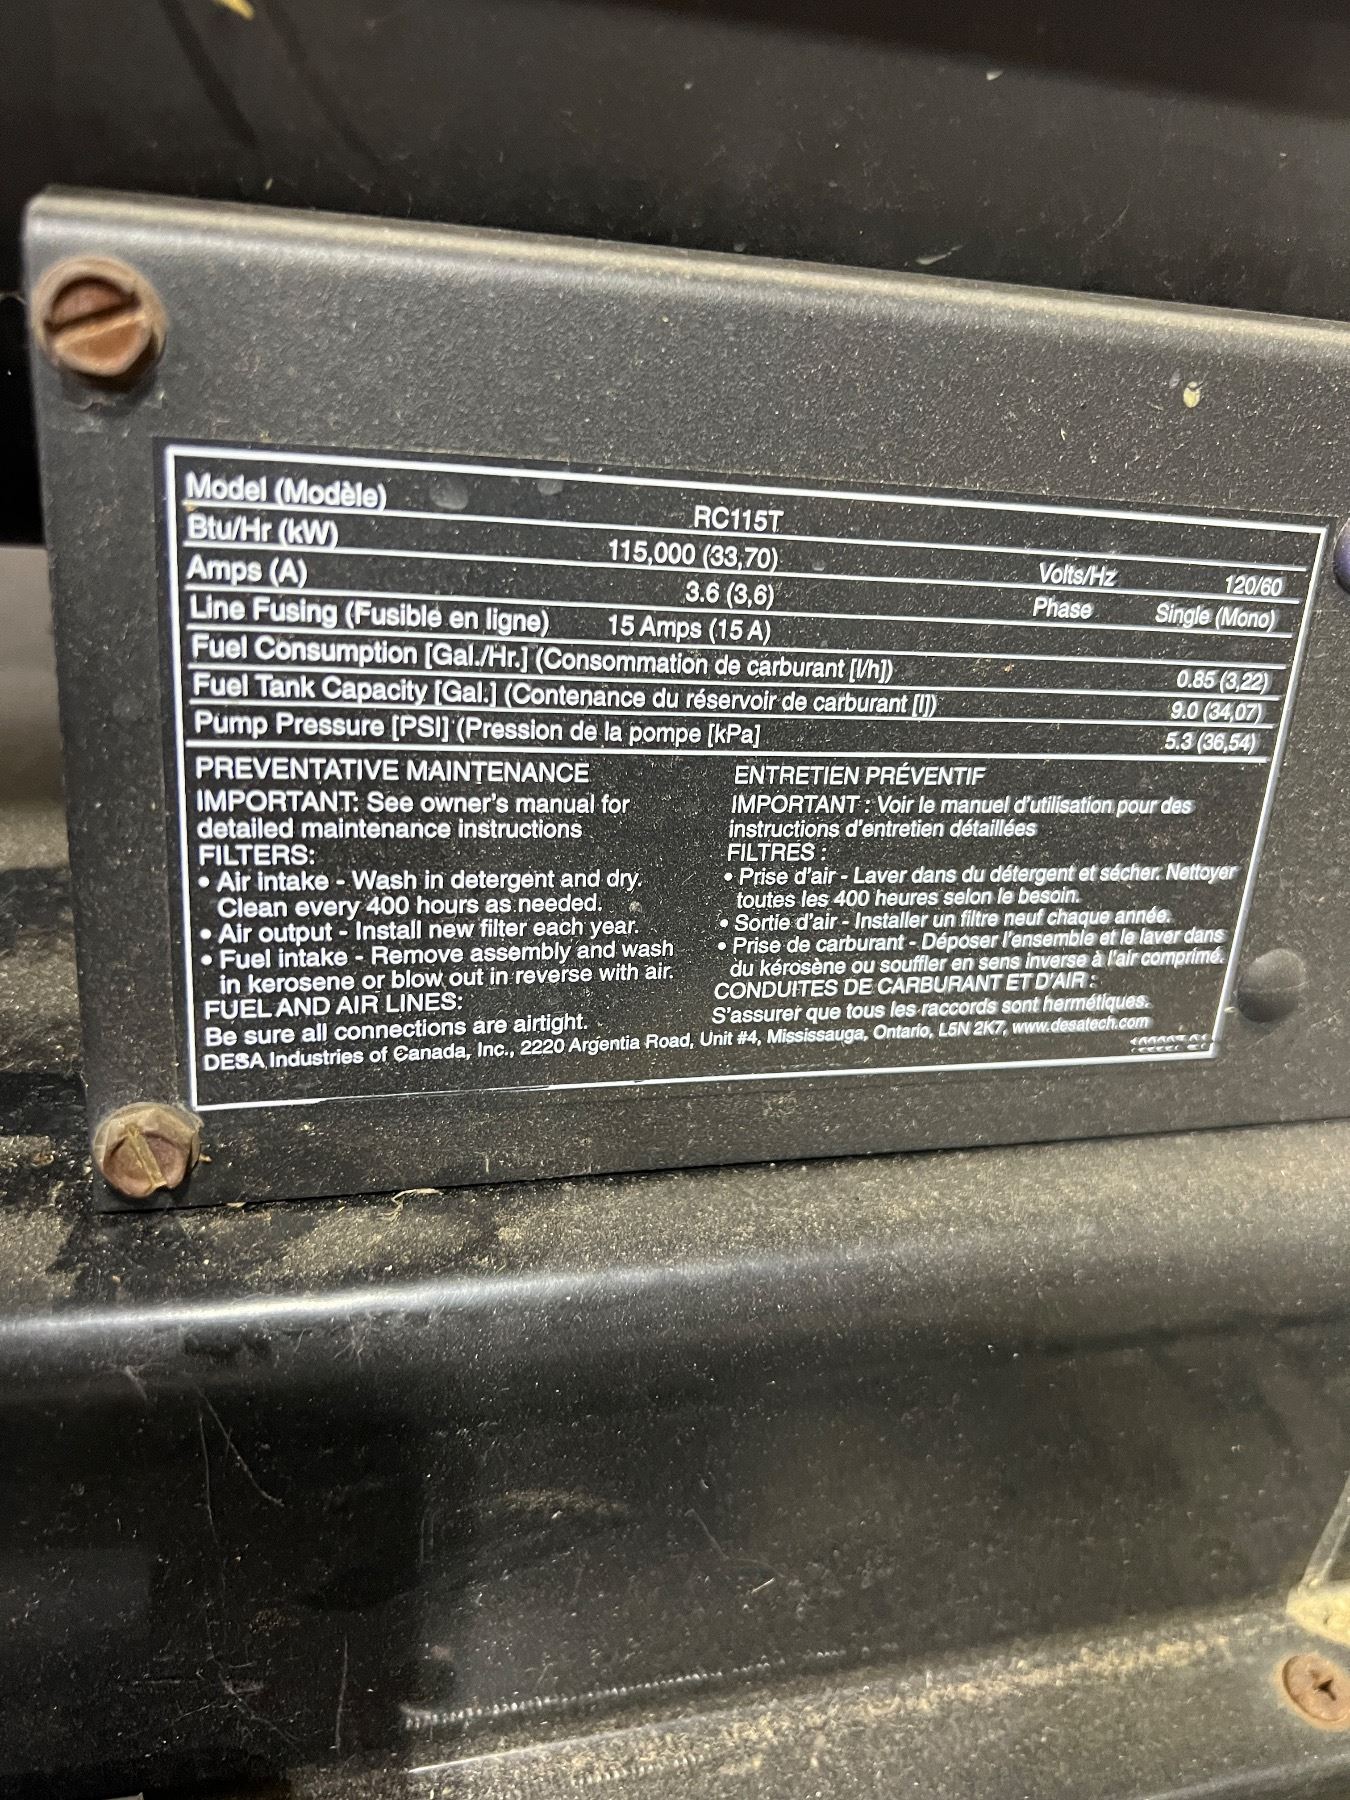 Model (Modèle) RC115T
Btu/Hr (kW) 115,000 (33,70) Volts/Hz 120/60
Amps (A) 3.6 (3,6) Phase Single (Mono)
Line Fusing (Fusible en ligne) 15 Amps (15 A)
Fuel Consumption [Gal./Hr.] (Consommation de carburant [l/h]) 0.85 (3,22)
Fuel Tank Capacity [Gal.] (Contenance du réservoir de carburant [l]) 9.0 (34,07)
Pump Pressure [PSI] (Pression de la pompe [kPa] 5.3 (36,54)
PREVENTATIVE MAINTENANCE
IMPORTANT: See owner's manual for
detailed maintenance instructions
FILTERS:
• Air intake - Wash in detergent and dry.
Clean every 400 hours as needed.
• Air output - Install new filter each year.
• Fuel intake - Remove assembly and wash
in kerosene or blow out in reverse with air.
FUEL AND AIR LINES:
Be sure all connections are airtight.
ENTRETIEN PRÉVENTIF
IMPORTANT : Voir le manuel d'utilisation pour des
instructions d'entretien détaillées
FILTRES :
• Prise d'air - Laver dans du détergent et sécher. Nettoyer
toutes les 400 heures selon le besoin.
• Sortie d'air - Installer un filtre neuf chaque année.
• Prise de carburant - Déposer l'ensemble et le laver dans
du kérosène ou souffler en sens inverse à l'air comprimé.
CONDUITES DE CARBURANT ET D'AIR :
S'assurer que tous les raccords sont hermétiques.
DESA Industries of Canada, Inc., 2220 Argentia Road, Unit #4, Mississauga, Ontario, L5N 2K7, www.desatech.com